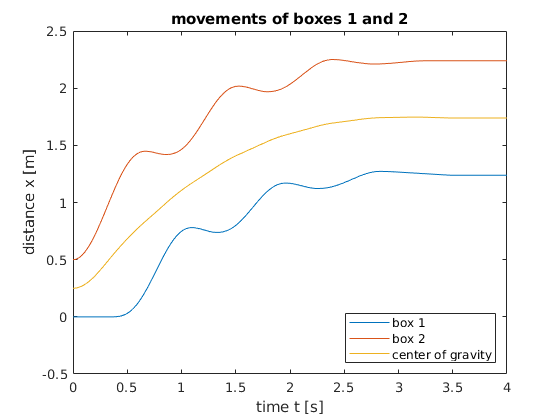 movements of boxes 1 and 2
2.5
2
1.5
1
0.5
0
-0.5
distance x [m]
0 0.5 1 1.5 2 2.5 3 3.5 4
time t [s]
box 1
box 2
center of gravity